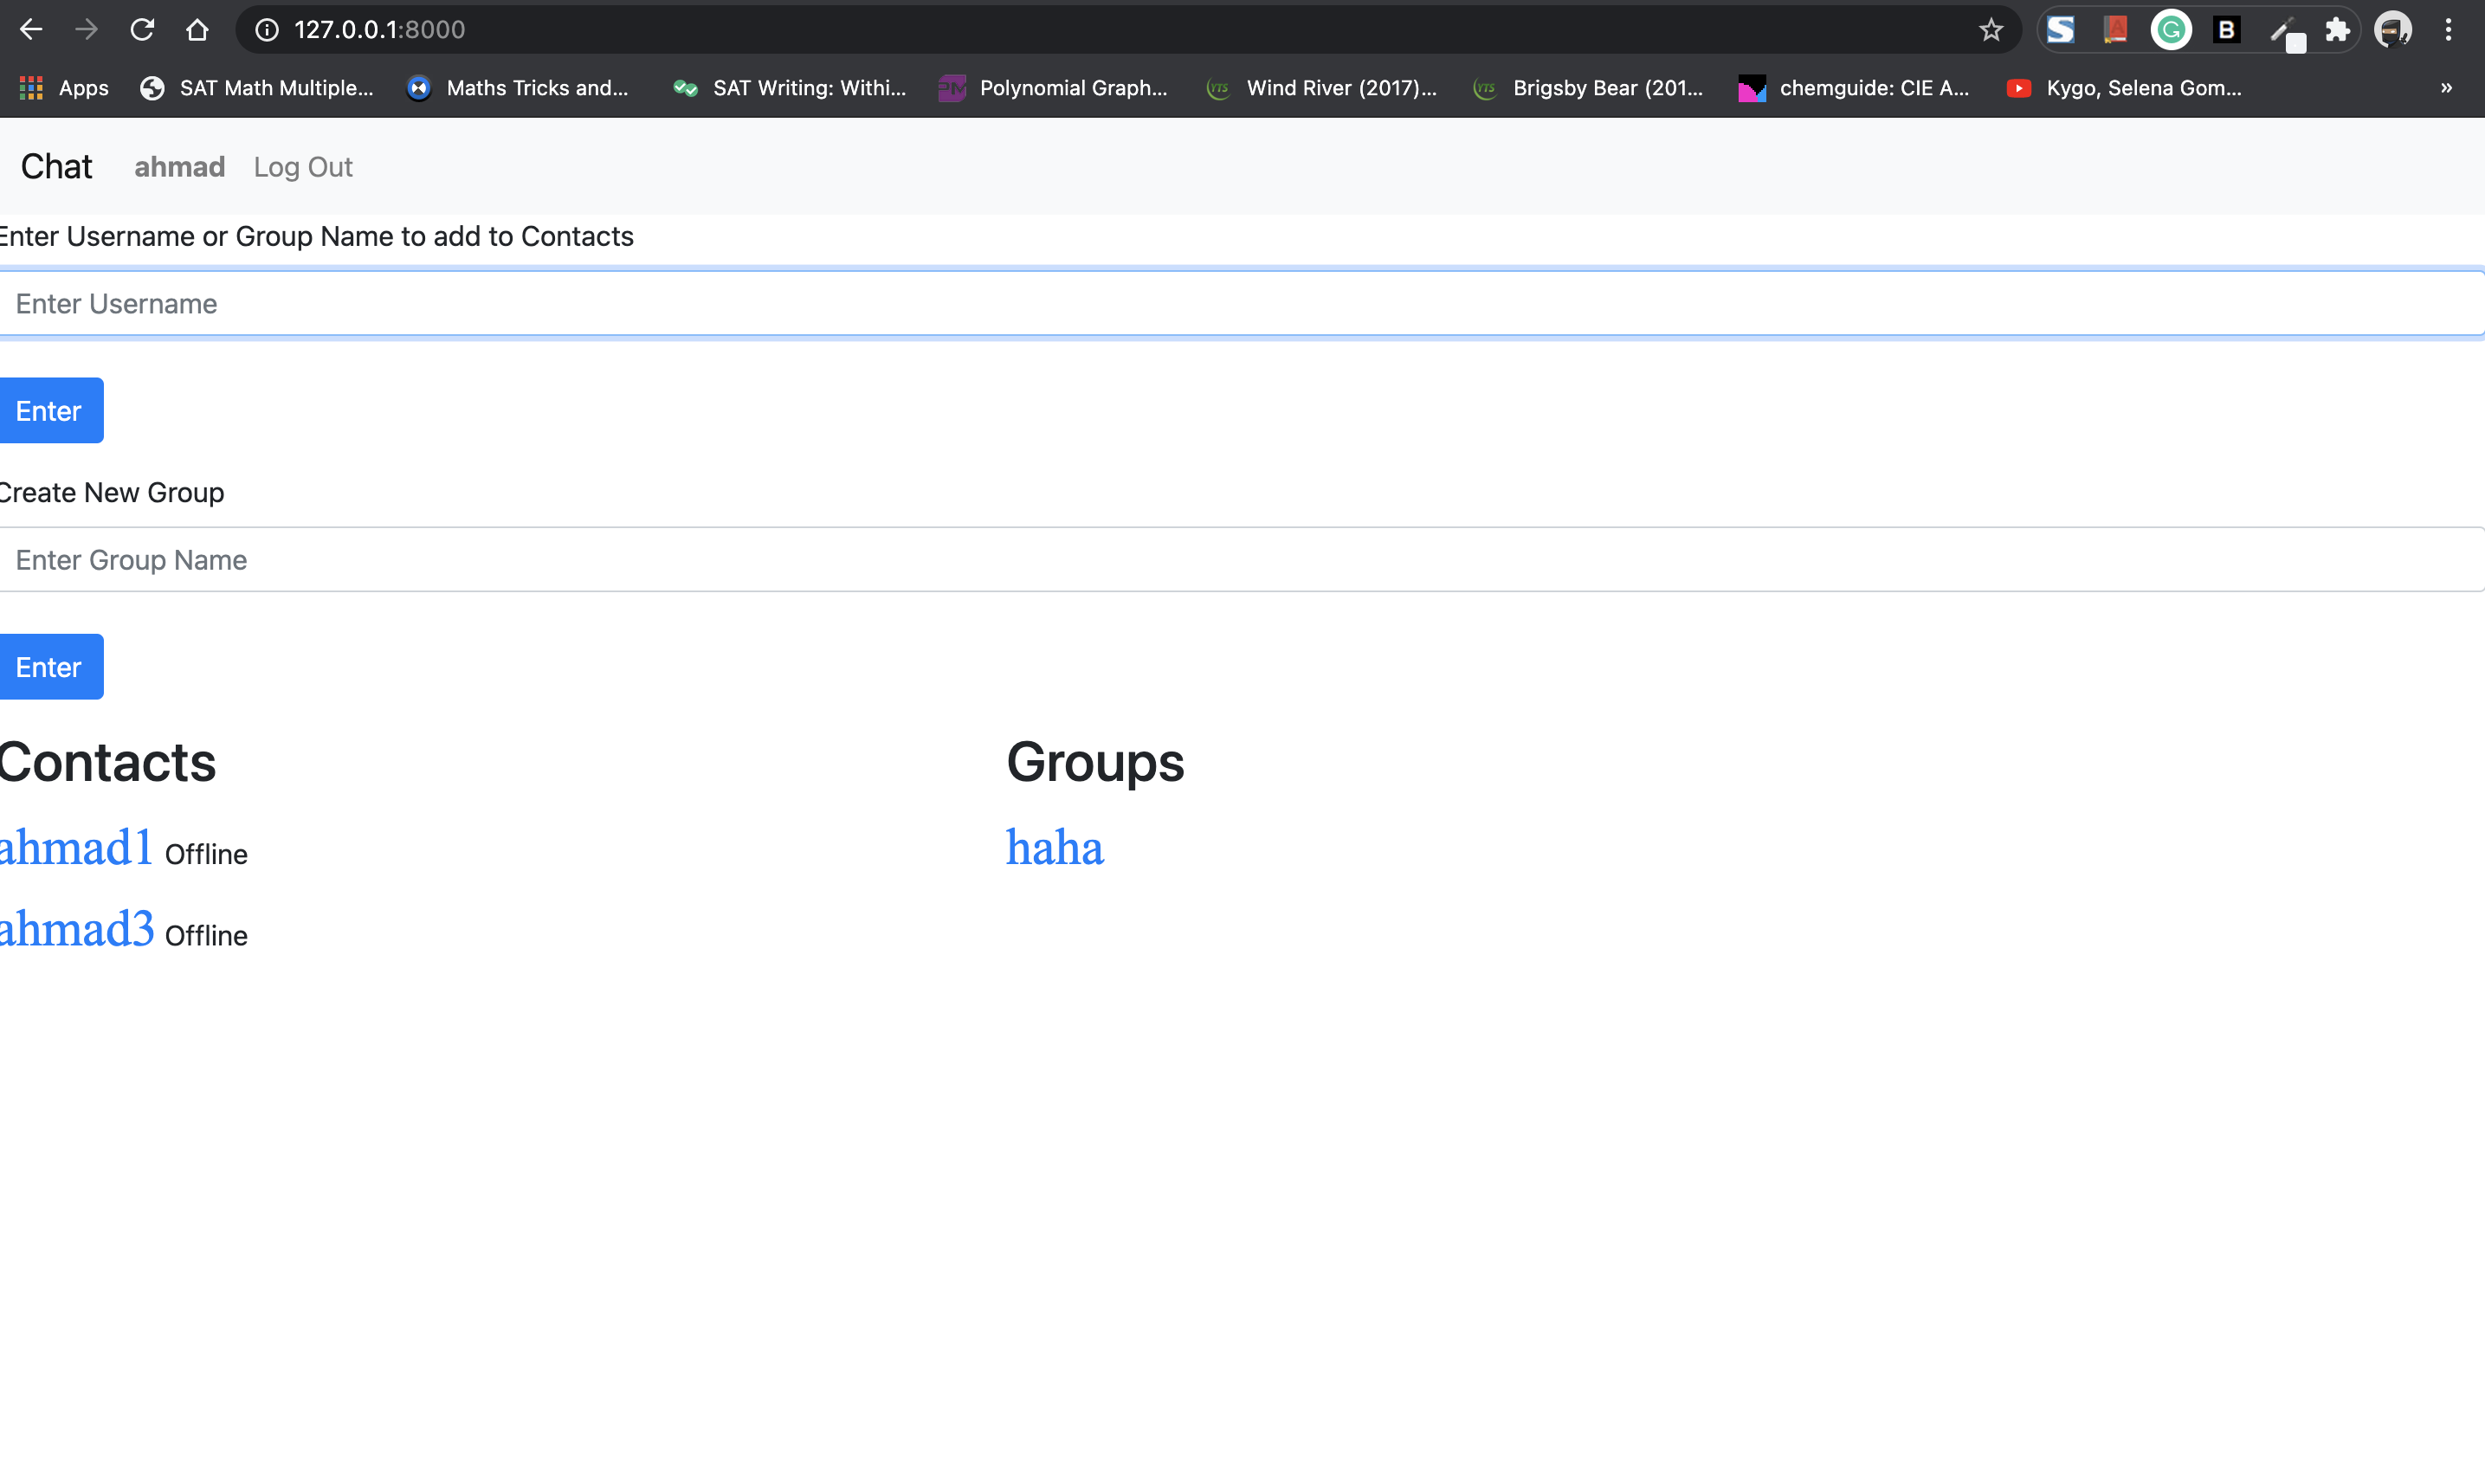 127.0.0.1:8000
Apps SAT Math Multiple... Maths Tricks and... SAT Writing: Withi... Polynomial Graph... Wind River (2017)... Brigsby Bear (201... chemguide: CIE A... Kygo, Selena Gom... »
Chat ahmad Log Out
Enter Username or Group Name to add to Contacts
Enter Username
Enter
Create New Group
Enter Group Name
Enter
Contacts
ahmad1 Offline
ahmad3 Offline
Groups
haha